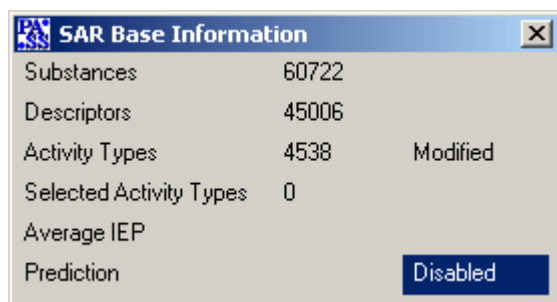 PASS SAR Base Information
Substances 60722
Descriptors 45006
Activity Types 4538 Modified
Selected Activity Types 0
Average IEP
Prediction Disabled